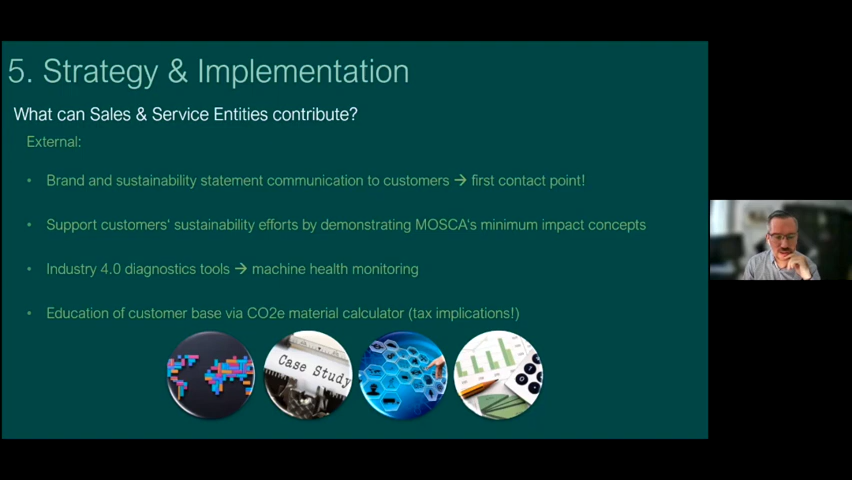 5. Strategy & Implementation
What can Sales & Service Entities contribute?
External:
• Brand and sustainability statement communication to customers → first contact point!
• Support customers' sustainability efforts by demonstrating MOSCA's minimum impact concepts
• Industry 4.0 diagnostics tools → machine health monitoring
• Education of customer base via CO2e material calculator (tax implications!)
Case Study